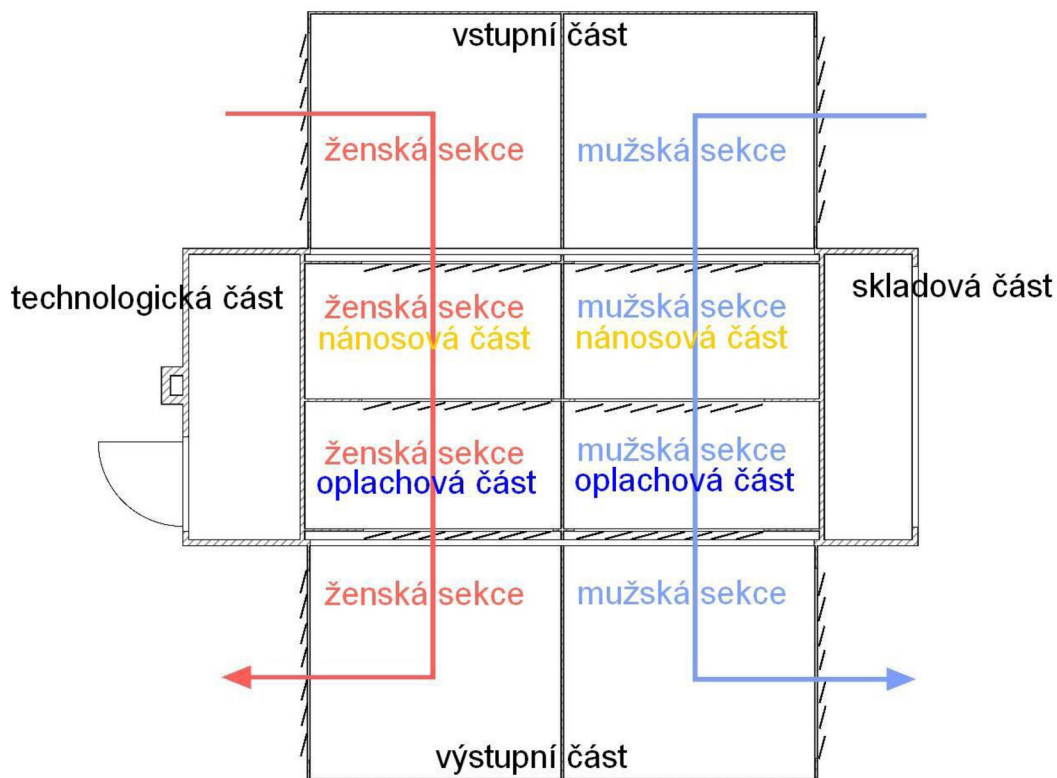 vstupní část
ženská sekce
mužská sekce
technologická část
skladová část
ženská sekce
nánosová část
mužská sekce
nánosová část
ženská sekce
oplachová část
mužská sekce
oplachová část
ženská sekce
mužská sekce
výstupní část